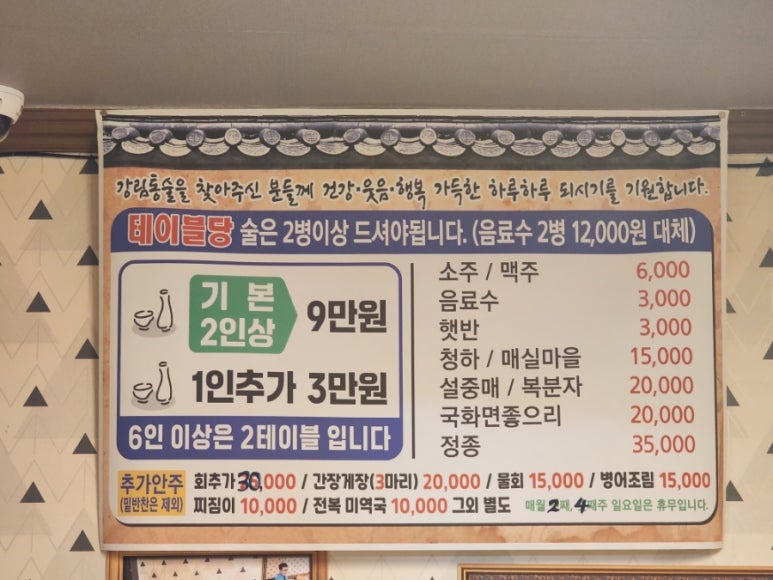 강림통술을 찾아주신 분들께 건강·웃음·행복 가득한 하루하루 되시기를 기원합니다.
테이블당 술은 2병이상 드셔야됩니다. (음료수 2병 12,000원 대체)
기 본
2인상
9만원
1인추가 3만원
6인 이상은 2테이블 입니다
소주 / 맥주 6,000
음료수 3,000
햇반 3,000
청하 / 매실마을 15,000
설중매 / 복분자 20,000
국화면좋으리 20,000
정종 35,000
추가안주
(밑반찬은 제외)
회추가 30,000 / 간장게장(3마리) 20,000 / 물회 15,000 / 병어조림 15,000
찌짐이 10,000 / 전복 미역국 10,000 그외 별도
매월 2째, 4째주 일요일은 휴무입니다.